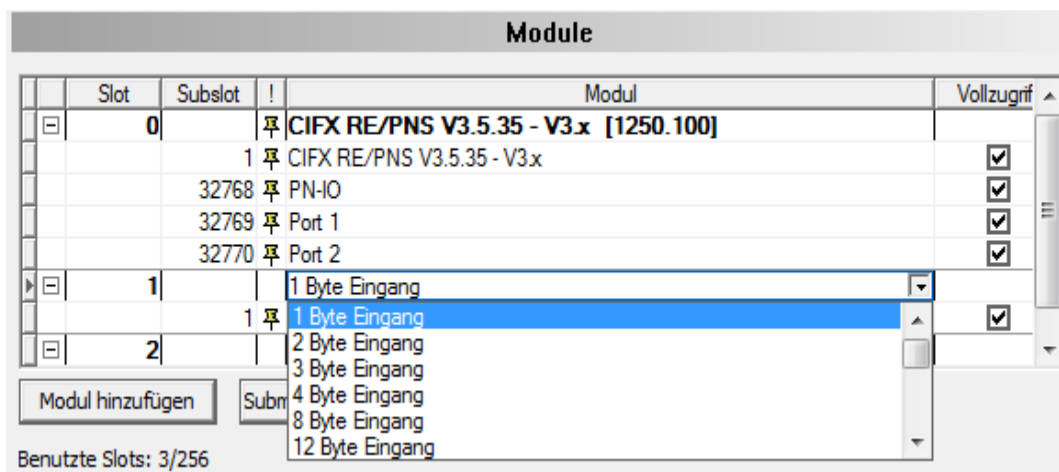 Module
Slot Subslot ! Modul Vollzugriff
0 CIFX RE/PNS V3.5.35 - V3.x [1250.100]
1 CIFX RE/PNS V3.5.35 - V3.x
32768 PN-IO
32769 Port 1
32770 Port 2
1 1 Byte Eingang
1 1 Byte Eingang
2 Byte Eingang
2 3 Byte Eingang
Modul hinzufügen Subm 4 Byte Eingang
8 Byte Eingang
12 Byte Eingang
Benutzte Slots: 3/256